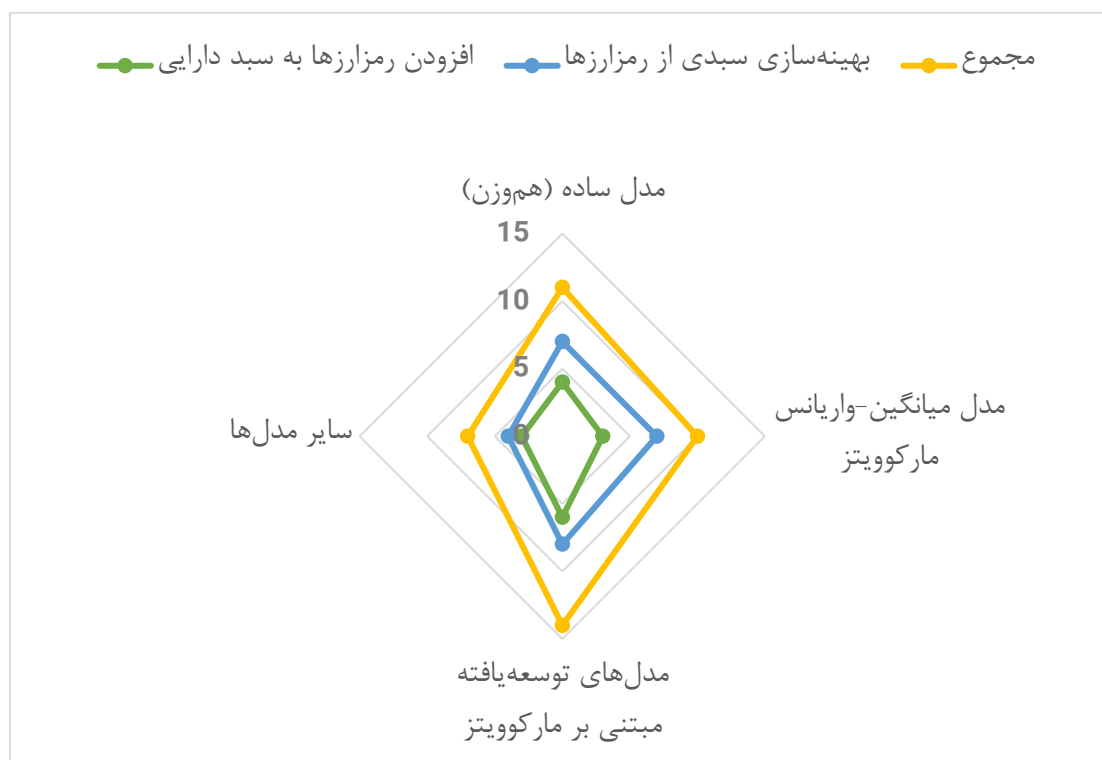 مجموع
بهینه‌سازی سبدی از رمزارزها
افزودن رمزارزها به سبد دارایی
مدل ساده (هم‌وزن)
15
10
5
0
مدل میانگین-واریانس
مارکوویتز
سایر مدل‌ها
مدل‌های توسعه‌یافته
مبتنی بر مارکوویتز